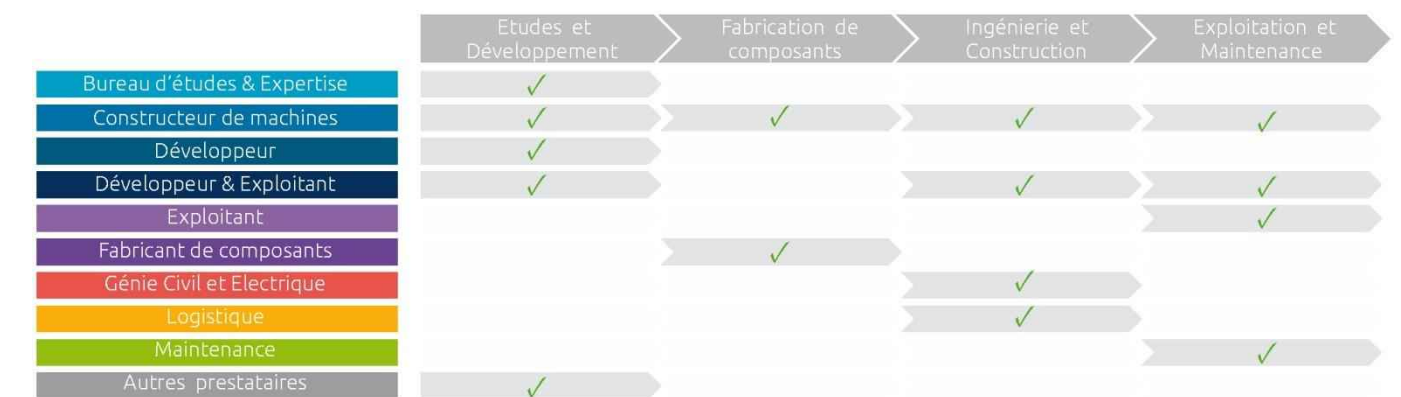 Etudes et Développement
Fabrication de composants
Ingénierie et Construction
Exploitation et Maintenance
Bureau d'études & Expertise ✓
Constructeur de machines ✓ ✓ ✓ ✓
Développeur ✓
Développeur & Exploitant ✓ ✓ ✓
Exploitant ✓
Fabricant de composants ✓
Génie Civil et Electrique ✓
Logistique ✓
Maintenance ✓
Autres prestataires ✓